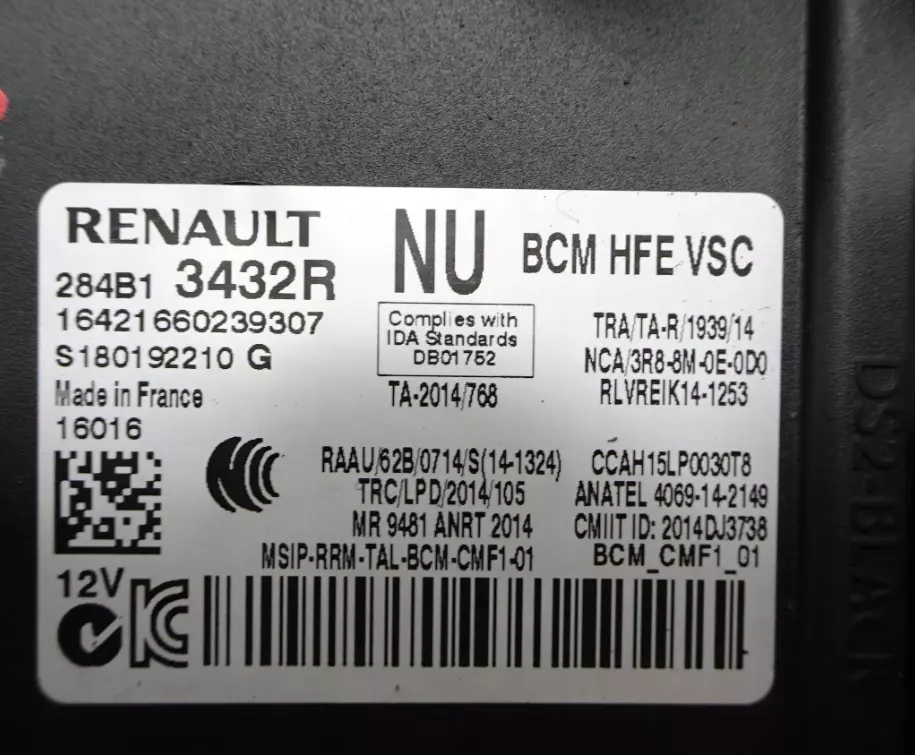 RENAULT
284B1 3432R
16421660239307
S180192210 G
Made in France
16016
NU
BCM HFE VSC
Complies with
IDA Standards
DB01752
TA-2014/768
TRA/TA-R/1939/14
NCA/3R8-8M-0E-0D0
RLVREIK14-1253
RAAU/62B/0714/S(14-1324)
TRC/LPD/2014/105
MR 9481 ANRT 2014
MSIP-RRM-TAL-BCM-CMF1-01
CCAH15LP0030T8
ANATEL 4069-14-2149
CMIIT ID: 2014DJ3738
BCM_CMF1_01
12V
DS2-BLACK